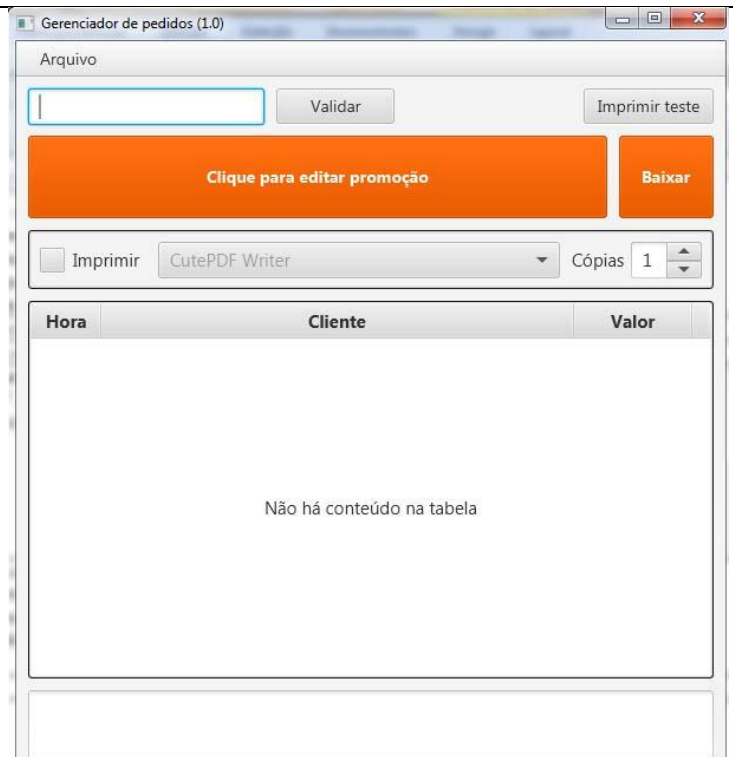 Gerenciador de pedidos (1.0)
Arquivo
Validar
Imprimir teste
Clique para editar promoção
Baixar
Imprimir
CutePDF Writer
Cópias
1
Hora Cliente Valor
Não há conteúdo na tabela